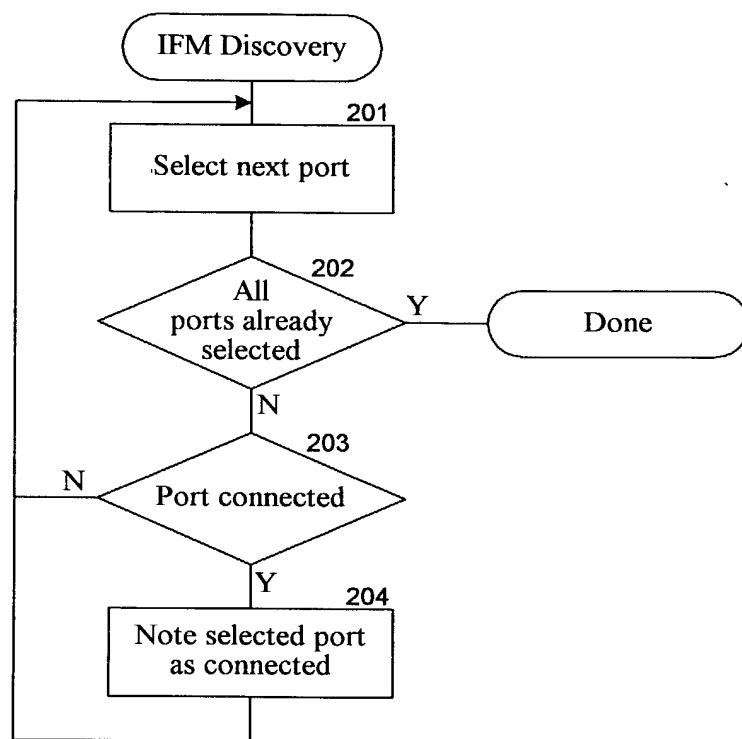 IFM Discovery
201
Select next port
202
All
ports already
selected
Y
Done
N
203
N
Port connected
Y
204
Note selected port
as connected